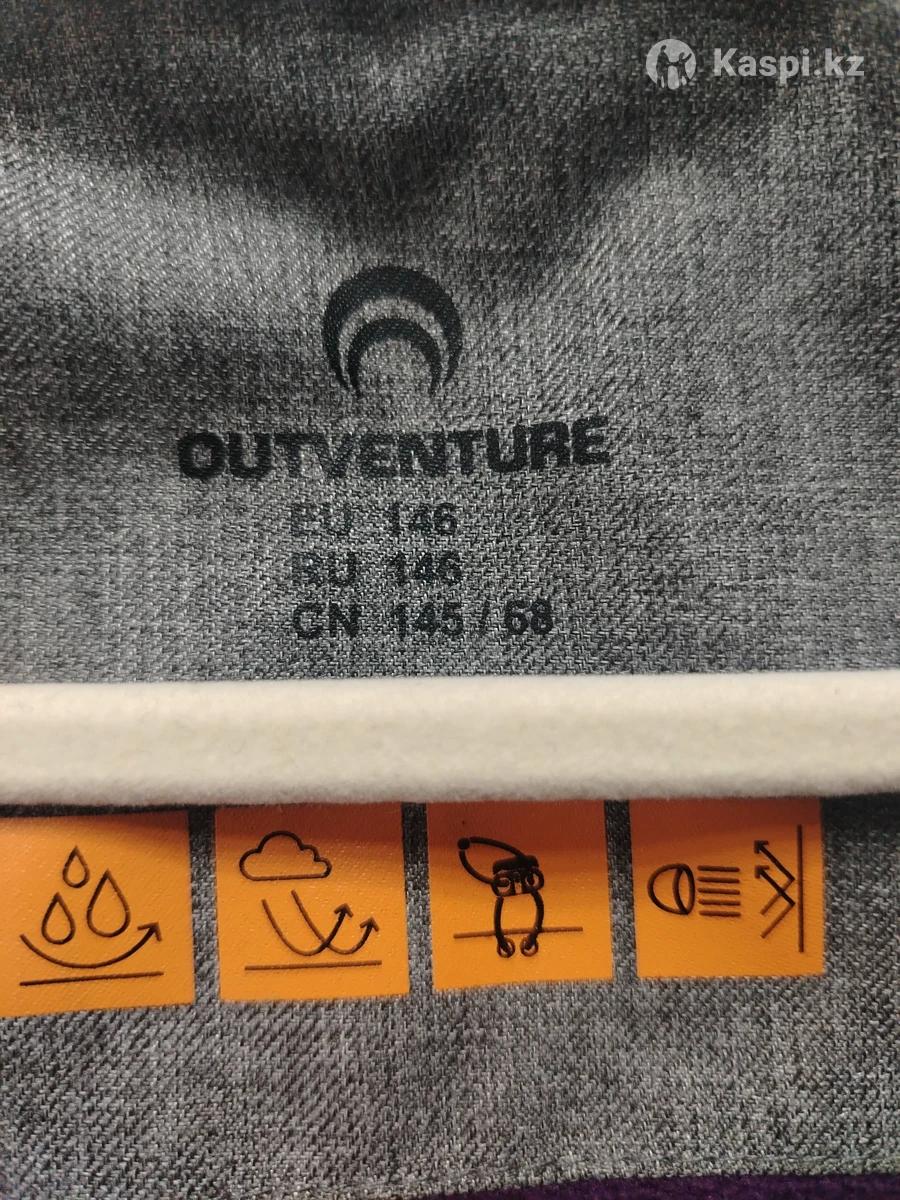 Kaspi.kz
OUTVENTURE
EU 146
RU 146
CN 145 / 68